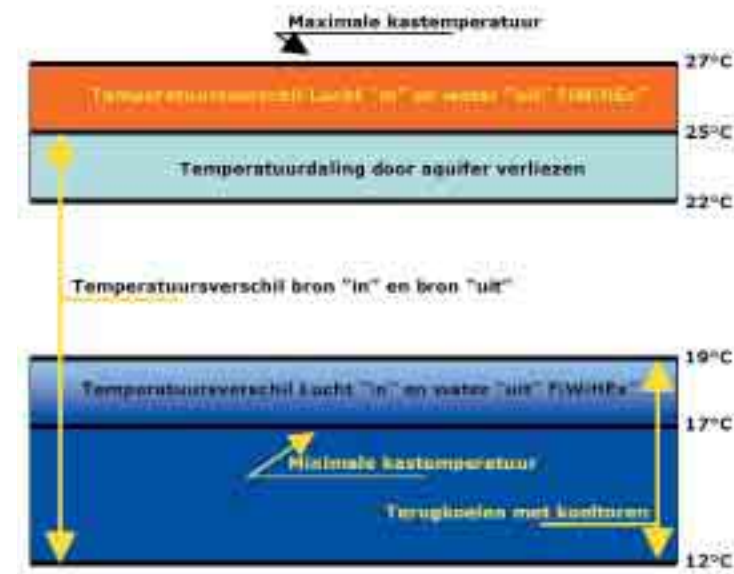 Maximale kastemperatuur
27°C
Temperatuursverschil Lucht "in" en water "uit" FiWiHEx"
25°C
Temperatuurdaling door aquifer verliezen
22°C
Temperatuursverschil bron "in" en bron "uit"
19°C
Temperatuursverschil Lucht "in" en water "uit" FiWiHEx"
17°C
Minimale kastemperatuur
Terugkoelen met koeltoren
12°C